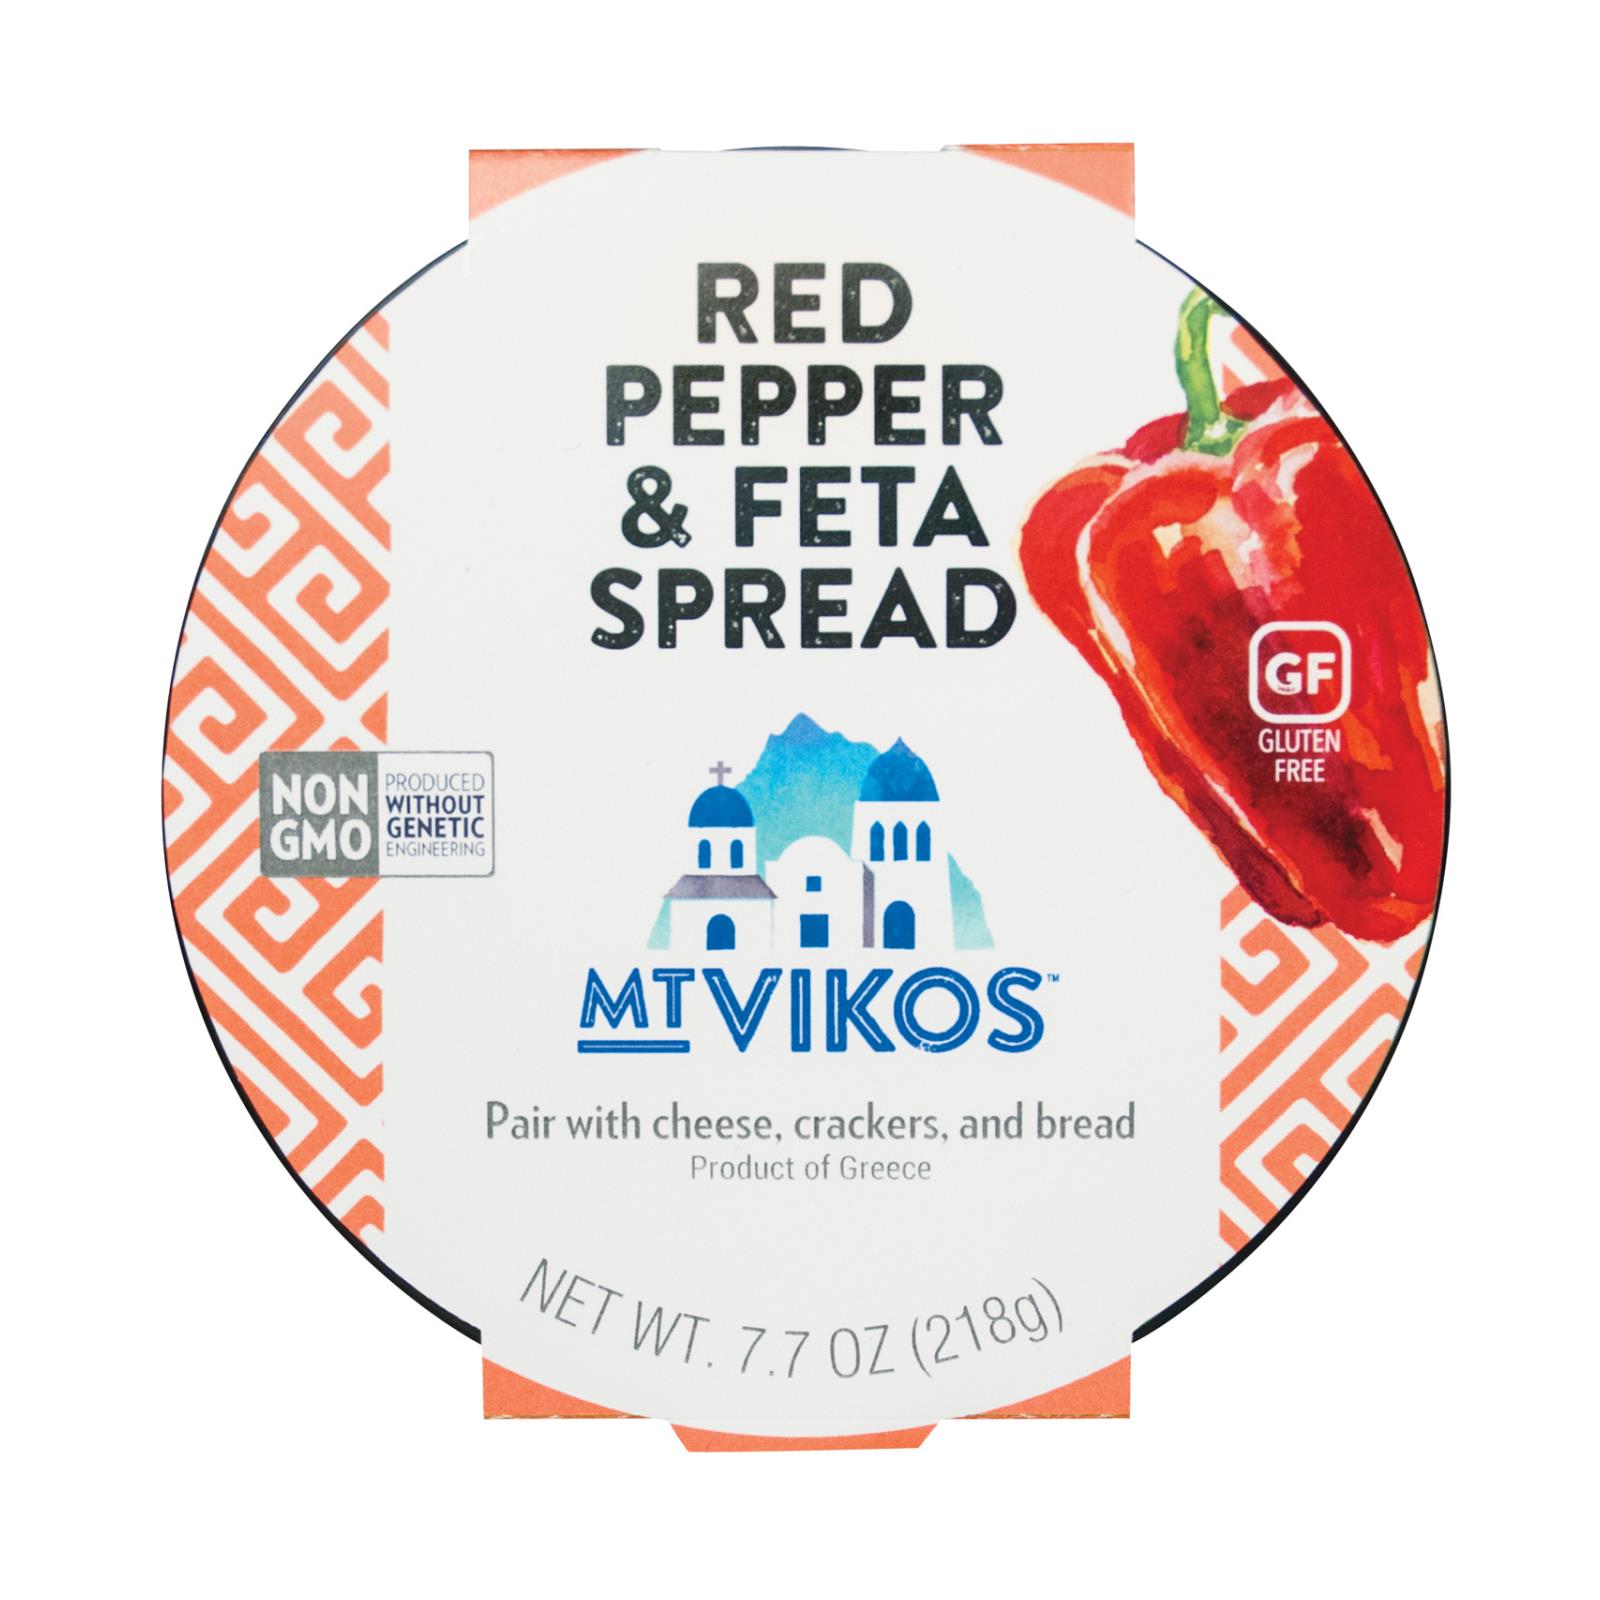 RED
PEPPER
& FETA
SPREAD
GF
GLUTEN
FREE
NON
GMO
PRODUCED
WITHOUT
GENETIC
ENGINEERING
MT VIKOS™
Pair with cheese, crackers, and bread
Product of Greece
NET WT. 7.7 OZ (218g)